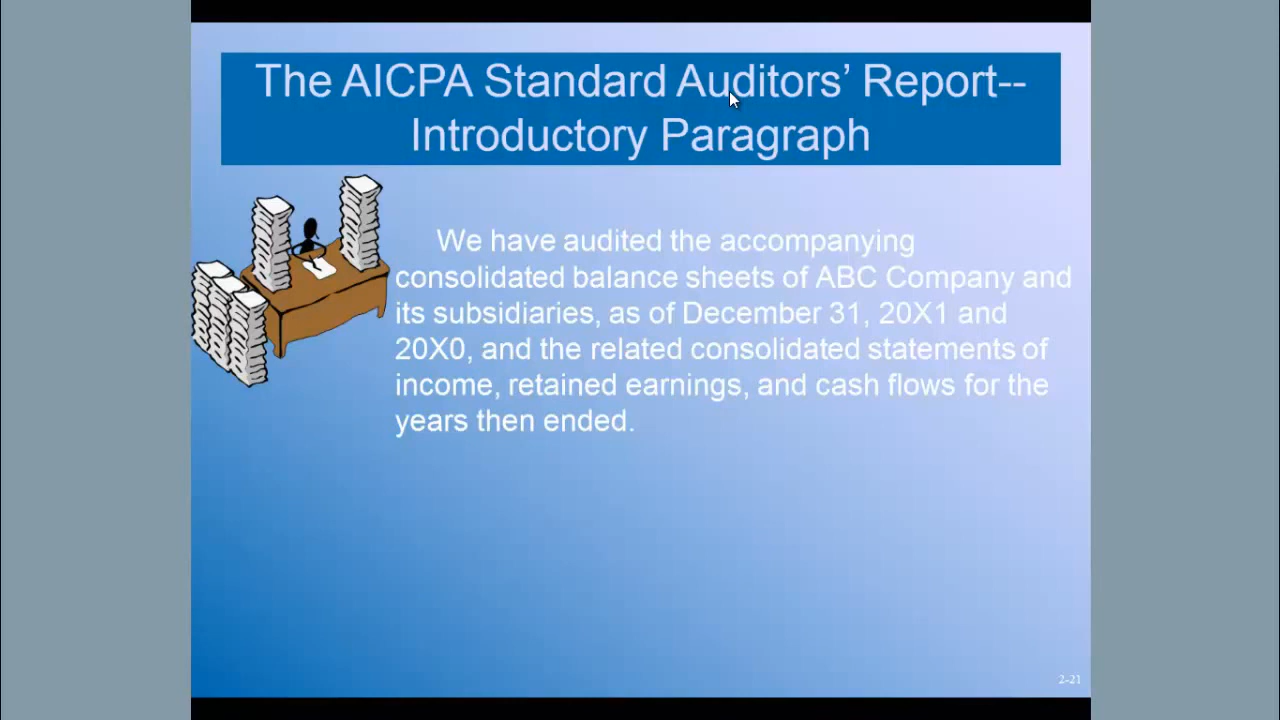 The AICPA Standard Auditors’ Report--
Introductory Paragraph
We have audited the accompanying
consolidated balance sheets of ABC Company and
its subsidiaries, as of December 31, 20X1 and
20X0, and the related consolidated statements of
income, retained earnings, and cash flows for the
years then ended.
2-21